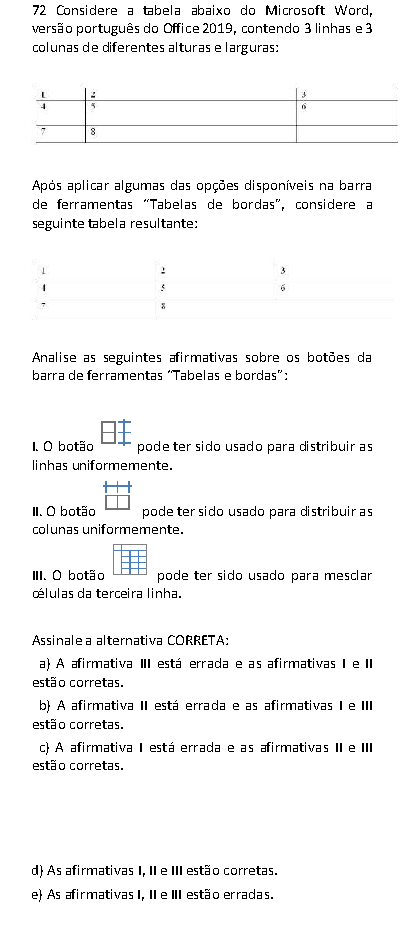 72 Considere a tabela abaixo do Microsoft Word,
versão português do Office 2019, contendo 3 linhas e 3
colunas de diferentes alturas e larguras:
1 2 3
4 5 6
7 8
Após aplicar algumas das opções disponíveis na barra
de ferramentas “Tabelas de bordas”, considere a
seguinte tabela resultante:
1 2 3
4 5 6
7 8
Analise as seguintes afirmativas sobre os botões da
barra de ferramentas “Tabelas e bordas”:
I. O botão pode ter sido usado para distribuir as
linhas uniformemente.
II. O botão pode ter sido usado para distribuir as
colunas uniformemente.
III. O botão pode ter sido usado para mesclar
células da terceira linha.
Assinale a alternativa CORRETA:
a) A afirmativa III está errada e as afirmativas I e II
estão corretas.
b) A afirmativa II está errada e as afirmativas I e III
estão corretas.
c) A afirmativa I está errada e as afirmativas II e III
estão corretas.
d) As afirmativas I, II e III estão corretas.
e) As afirmativas I, II e III estão erradas.